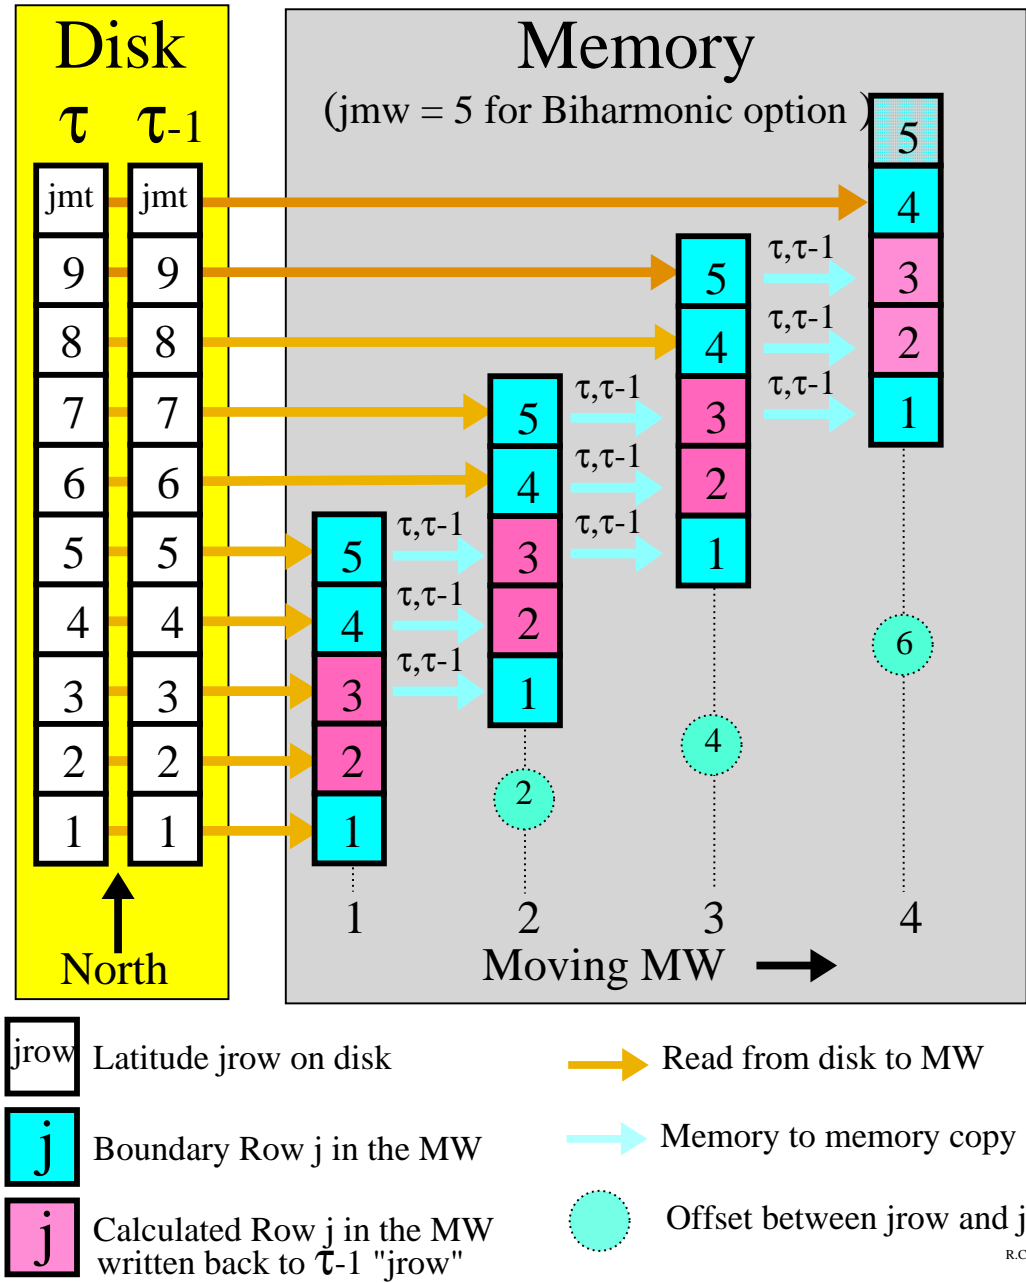 Disk
Memory
τ τ-1
(jmw = 5 for Biharmonic option )
5
jmt jmt 4
9 9 5 τ,τ-1 3
8 8 4 τ,τ-1 2
7 7 5 τ,τ-1 3 τ,τ-1 1
6 6 4 τ,τ-1 2
5 5 5 τ,τ-1 3 τ,τ-1 1
4 4 4 τ,τ-1 2 6
3 3 3 τ,τ-1 1
2 2 2 2 4
1 1 1
1 2 3 4
North
Moving MW
jrow Latitude jrow on disk
Read from disk to MW
j Boundary Row j in the MW
Memory to memory copy
j Calculated Row j in the MW
written back to τ-1 "jrow"
Offset between jrow and j
R.C